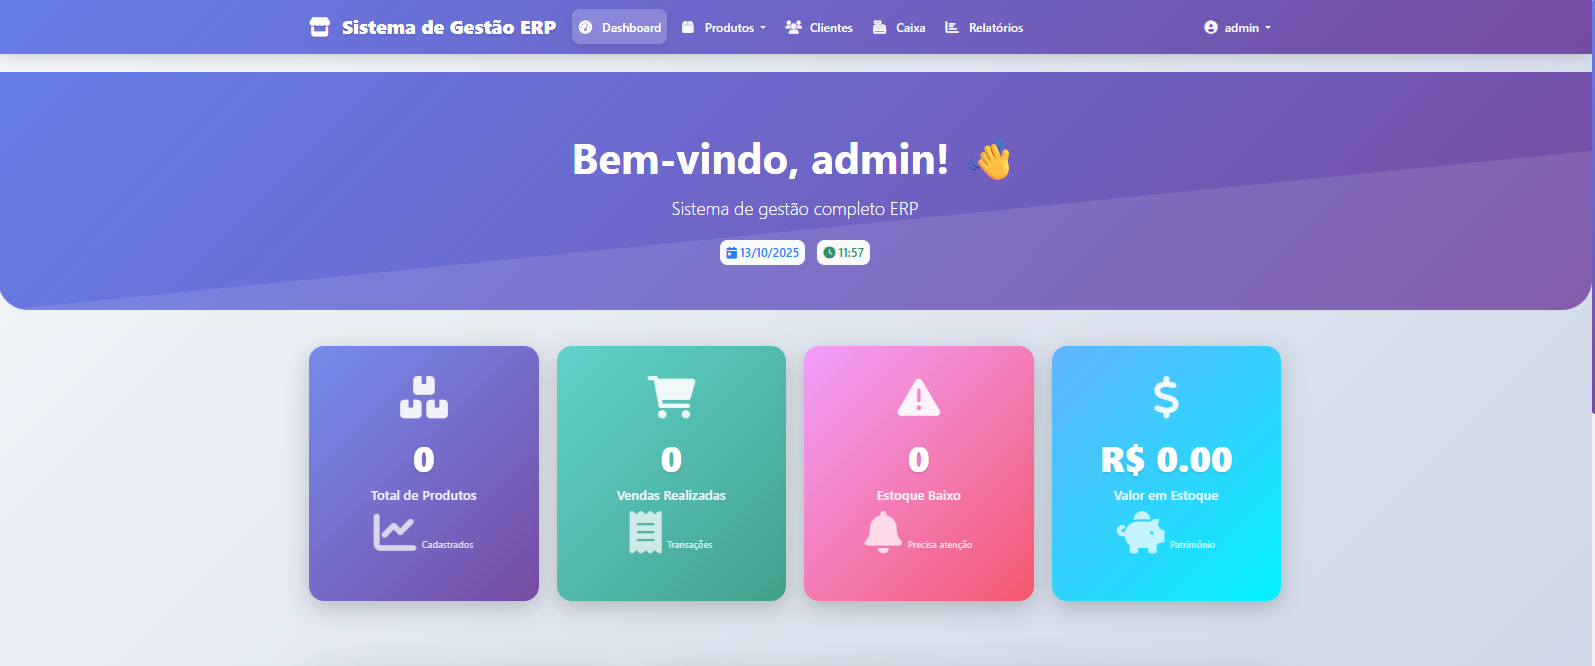 Sistema de Gestão ERP
Dashboard
Produtos
Clientes
Caixa
Relatórios
admin
Bem-vindo, admin! 👋
Sistema de gestão completo ERP
13/10/2025
11:57
0
Total de Produtos
Cadastrados
0
Vendas Realizadas
Transações
0
Estoque Baixo
Precisa atenção
R$ 0.00
Valor em Estoque
Patrimônio